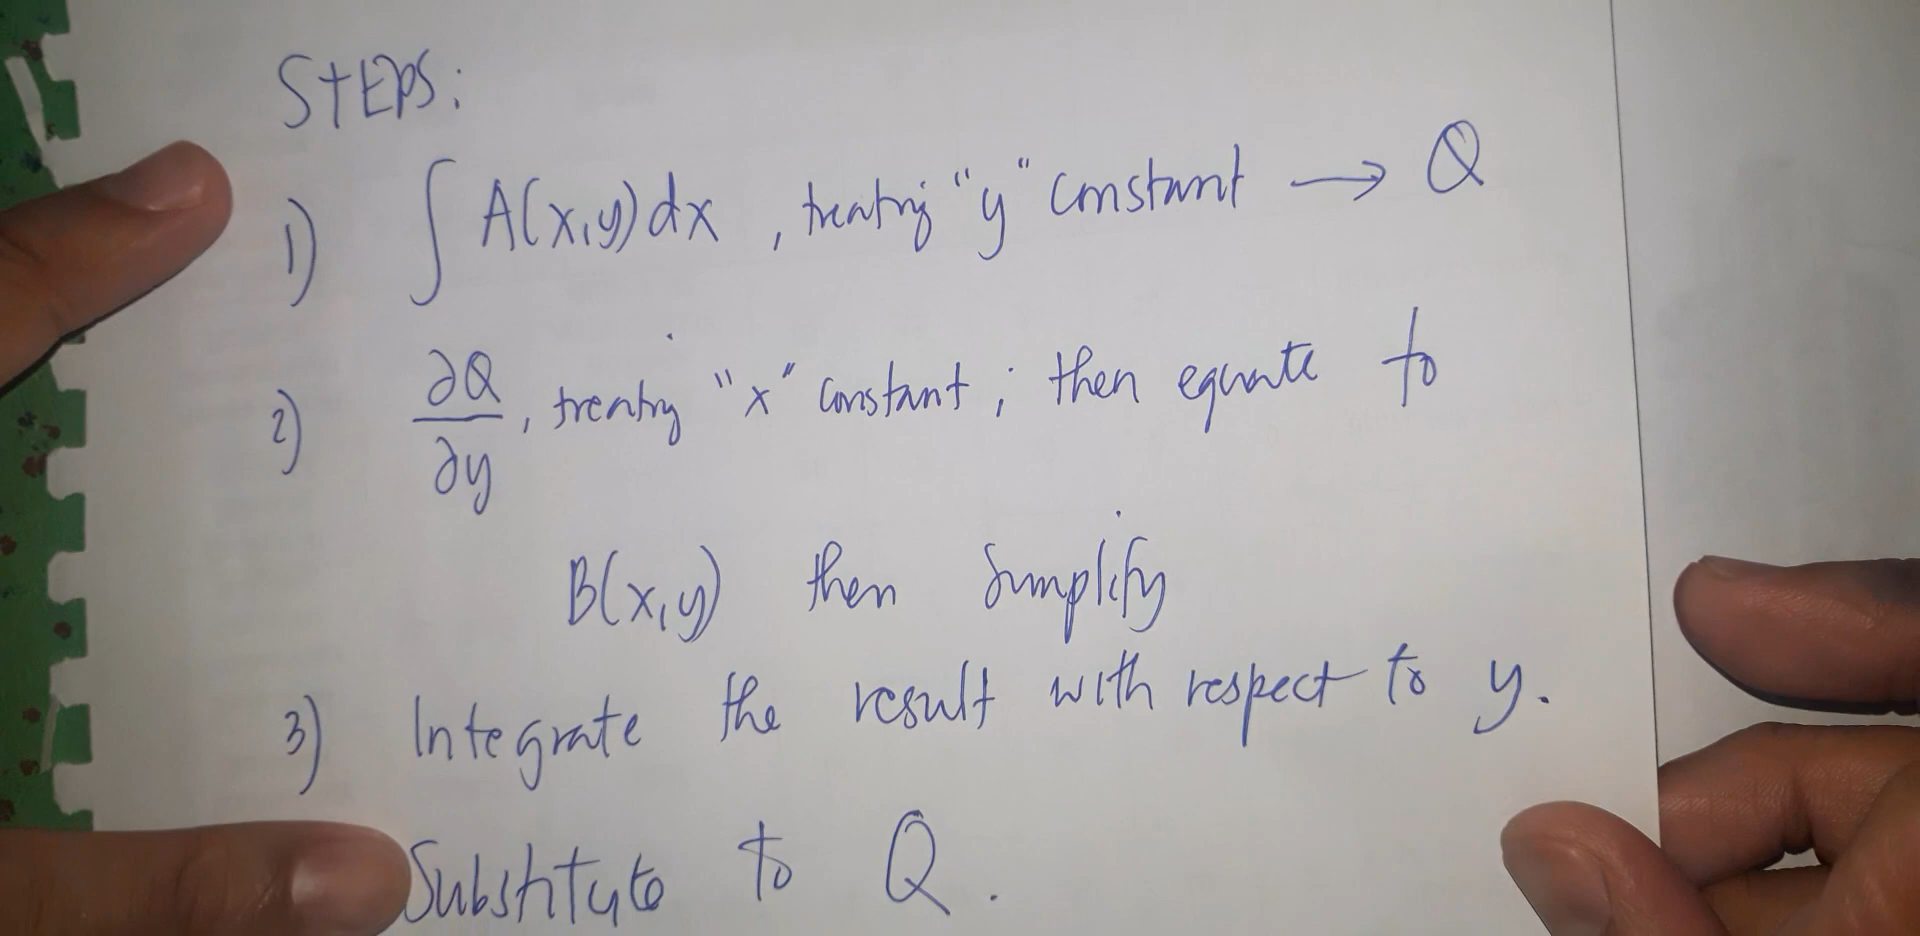 STEPS:
1) ∫ A(x,y) dx , treating "y" constant → Q
2) ∂Q/∂y , treating "x" constant ; then equate to
B(x,y) then simplify
3) Integrate the result with respect to y.
Substitute to Q.